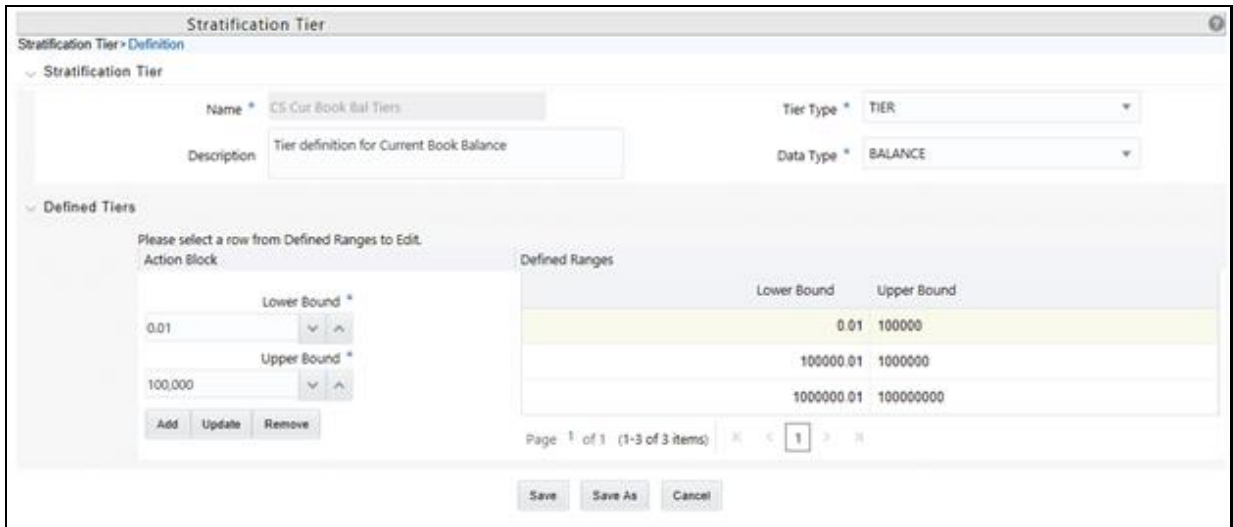 Stratification Tier
Stratification Tier > Definition
Stratification Tier
Name * CS Cur Book Bal Tiers
Tier Type * TIER
Description Tier definition for Current Book Balance
Data Type * BALANCE
Defined Tiers
Please select a row from Defined Ranges to Edit.
Action Block
Defined Ranges
Lower Bound *
0.01
Upper Bound *
100,000
Add Update Remove
Lower Bound Upper Bound
0.01 100000
100000.01 1000000
1000000.01 100000000
Page 1 of 1 (1-3 of 3 items) 1
Save Save As Cancel